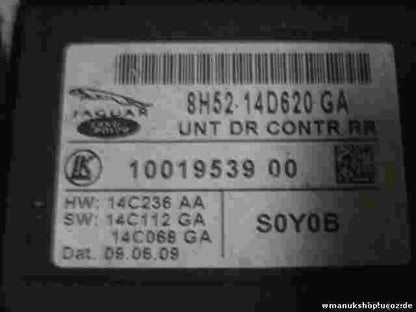 8H52-14D620 GA
JAGUAR
UNT DR CONTR RR
K
10019539 00
HW: 14C236 AA
SW: 14C112 GA
14C068 GA
S0Y0B
Dat. 09.06.09